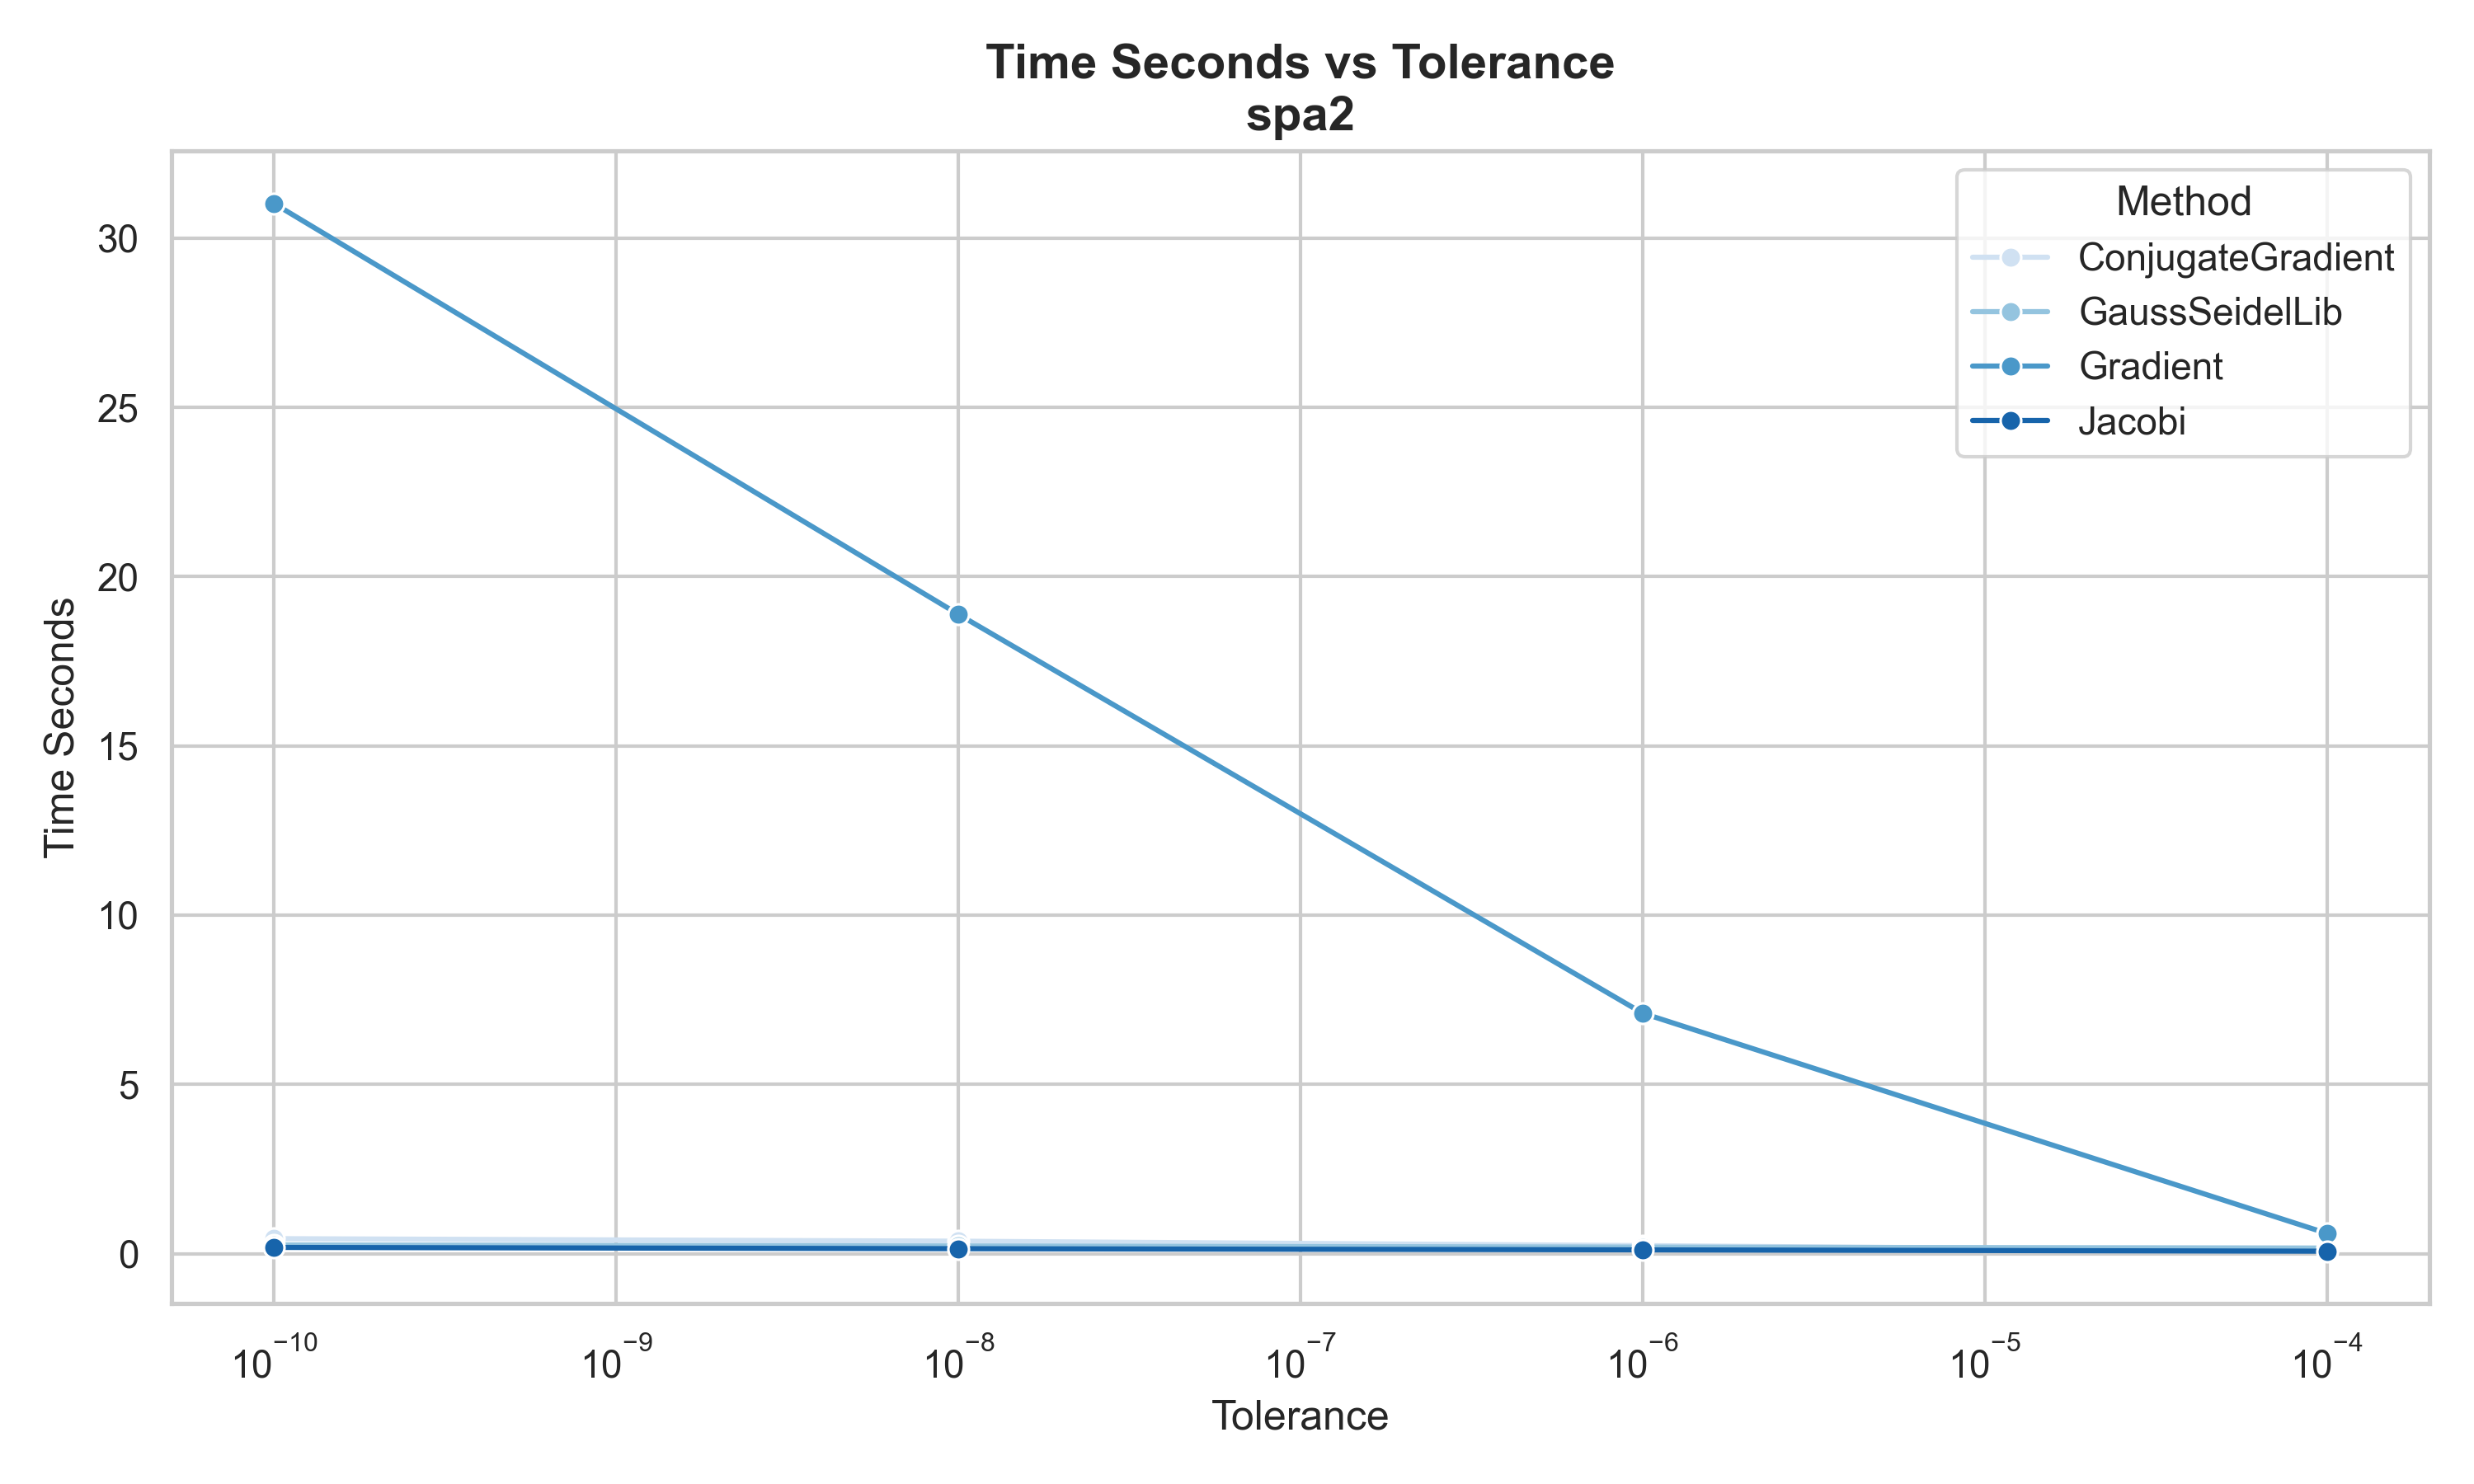 Time Seconds vs Tolerance
spa2
Method
ConjugateGradient
GaussSeidelLib
Gradient
Jacobi
Time Seconds
30
25
20
15
10
5
0
10⁻¹⁰ 10⁻⁹ 10⁻⁸ 10⁻⁷ 10⁻⁶ 10⁻⁵ 10⁻⁴
Tolerance